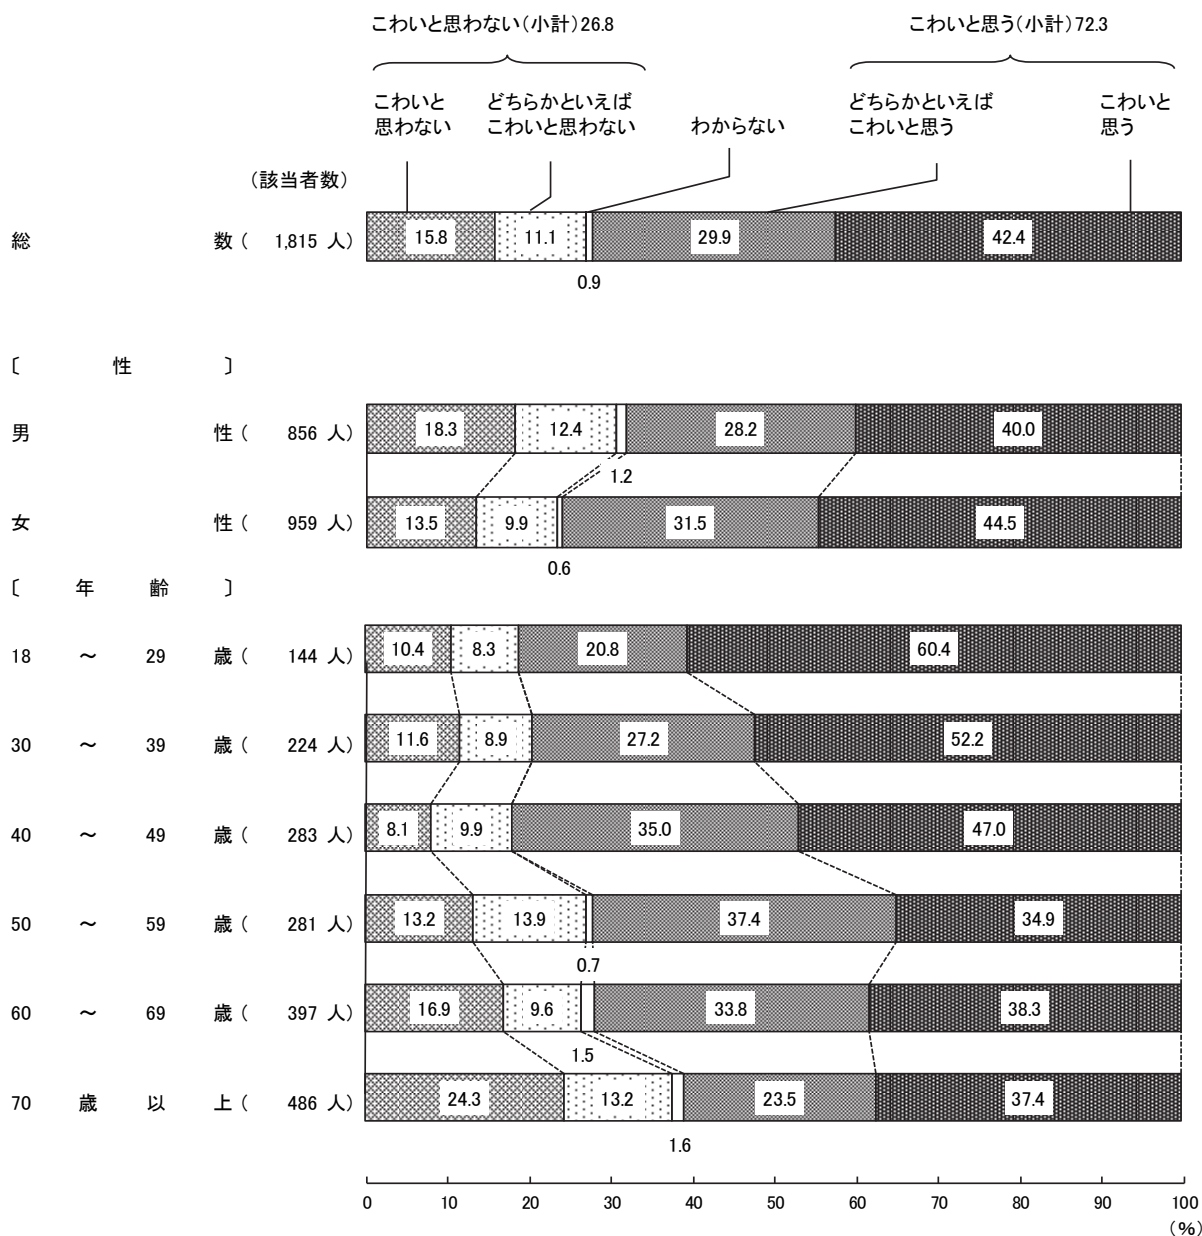 こわいと思わない(小計)26.8
こわいと思う(小計)72.3
こわいと
思わない
どちらかといえば
こわいと思わない
わからない
どちらかといえば
こわいと思う
こわいと
思う
(該当者数)
総 数 ( 1,815 人) 15.8 11.1 29.9 42.4
0.9
〔 性 〕
男 性 ( 856 人) 18.3 12.4 28.2 40.0
1.2
女 性 ( 959 人) 13.5 9.9 31.5 44.5
0.6
〔 年 齢 〕
18 ～ 29 歳 ( 144 人) 10.4 8.3 20.8 60.4
30 ～ 39 歳 ( 224 人) 11.6 8.9 27.2 52.2
40 ～ 49 歳 ( 283 人) 8.1 9.9 35.0 47.0
50 ～ 59 歳 ( 281 人) 13.2 13.9 37.4 34.9
0.7
60 ～ 69 歳 ( 397 人) 16.9 9.6 33.8 38.3
1.5
70 歳 以 上 ( 486 人) 24.3 13.2 23.5 37.4
1.6
0 10 20 30 40 50 60 70 80 90 100
(%)